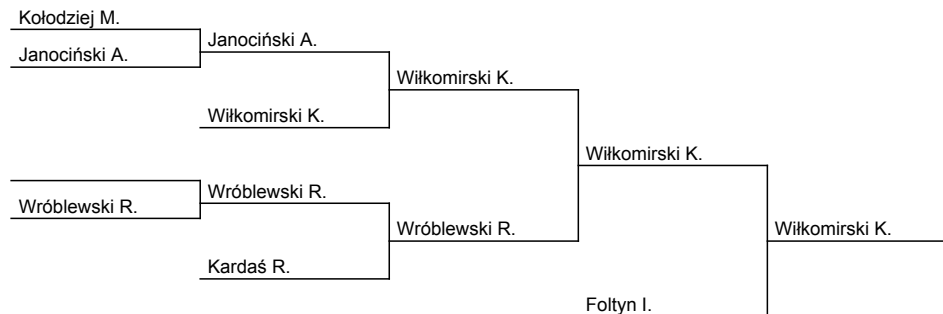 Kołodziej M.
Janociński A.
Janociński A.
Wiłkomirski K.
Wiłkomirski K.
Wiłkomirski K.
Wróblewski R.
Wróblewski R.
Wróblewski R.
Wiłkomirski K.
Kardaś R.
Foltyn I.